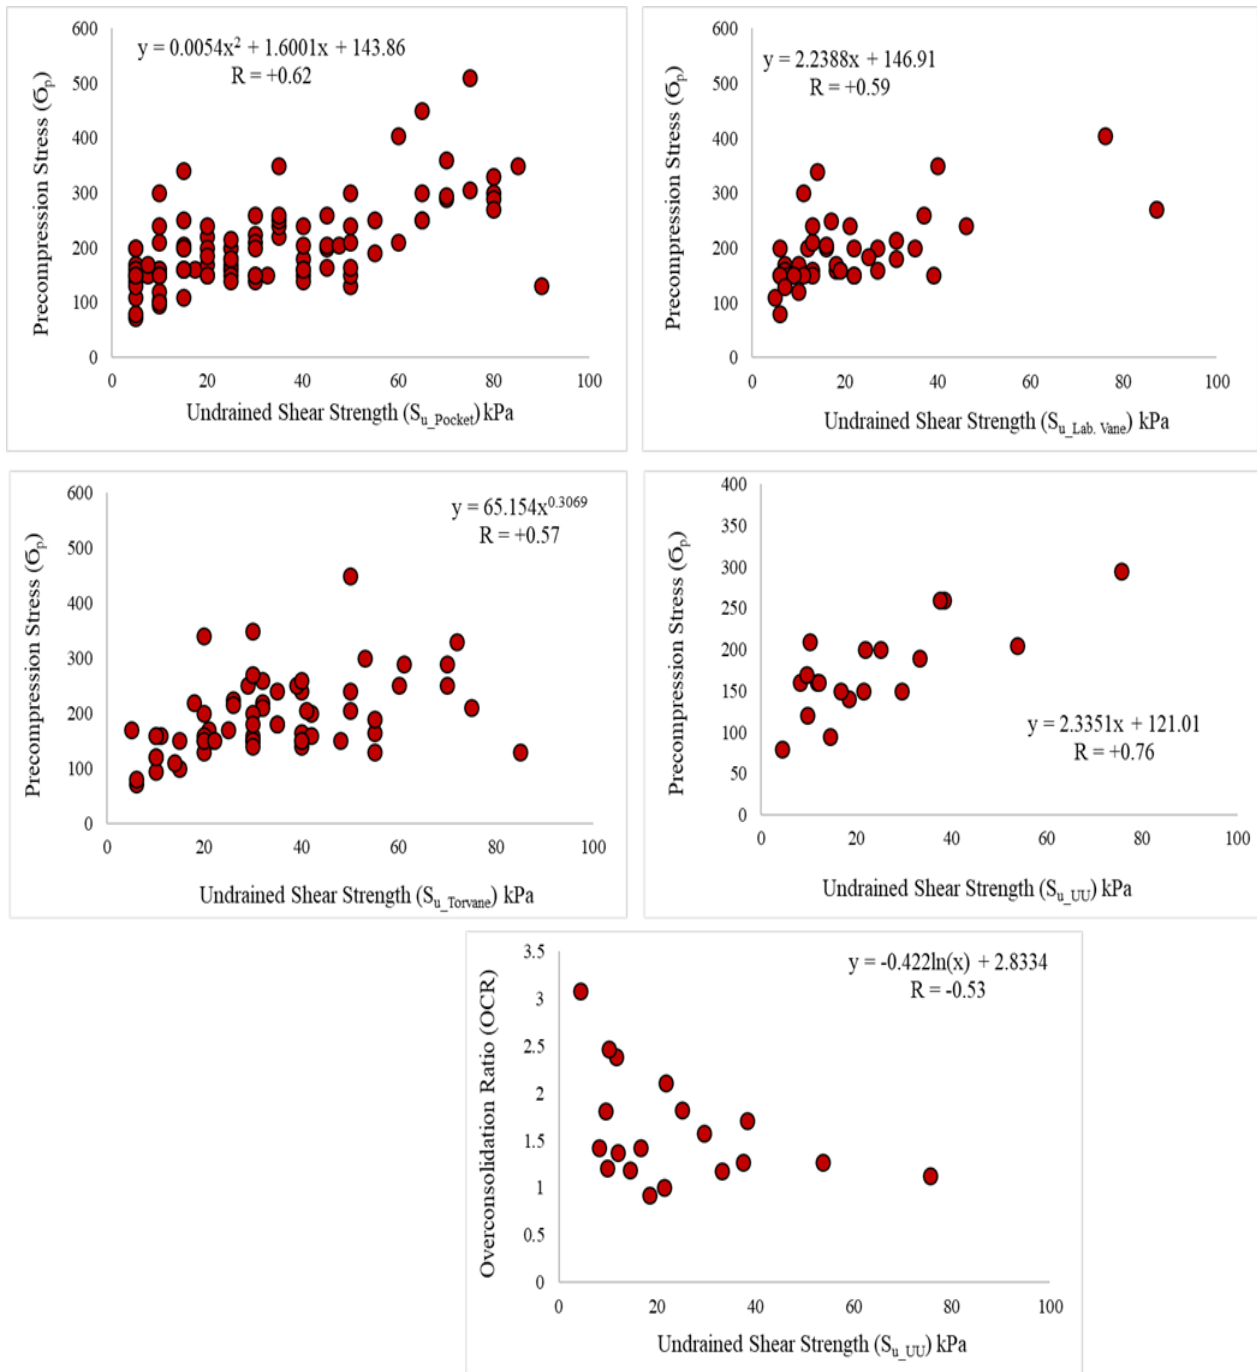 y = 0.0054x² + 1.6001x + 143.86
R = +0.62
Precompression Stress (σₚ)
600
500
400
300
200
100
0
0 20 40 60 80 100
Undrained Shear Strength (S_u_Pocket) kPa
y = 2.2388x + 146.91
R = +0.59
Precompression Stress (σₚ)
600
500
400
300
200
100
0
0 20 40 60 80 100
Undrained Shear Strength (S_u_Lab. Vane) kPa
y = 65.154x^0.3069
R = +0.57
Precompression Stress (σₚ)
600
500
400
300
200
100
0
0 20 40 60 80 100
Undrained Shear Strength (S_u_Torvane) kPa
y = 2.3351x + 121.01
R = +0.76
Precompression Stress (σₚ)
400
350
300
250
200
150
100
50
0
0 20 40 60 80 100
Undrained Shear Strength (S_u_UU) kPa
y = -0.422ln(x) + 2.8334
R = -0.53
Overconsolidation Ratio (OCR)
3.5
3
2.5
2
1.5
1
0.5
0
0 20 40 60 80 100
Undrained Shear Strength (S_u_UU) kPa